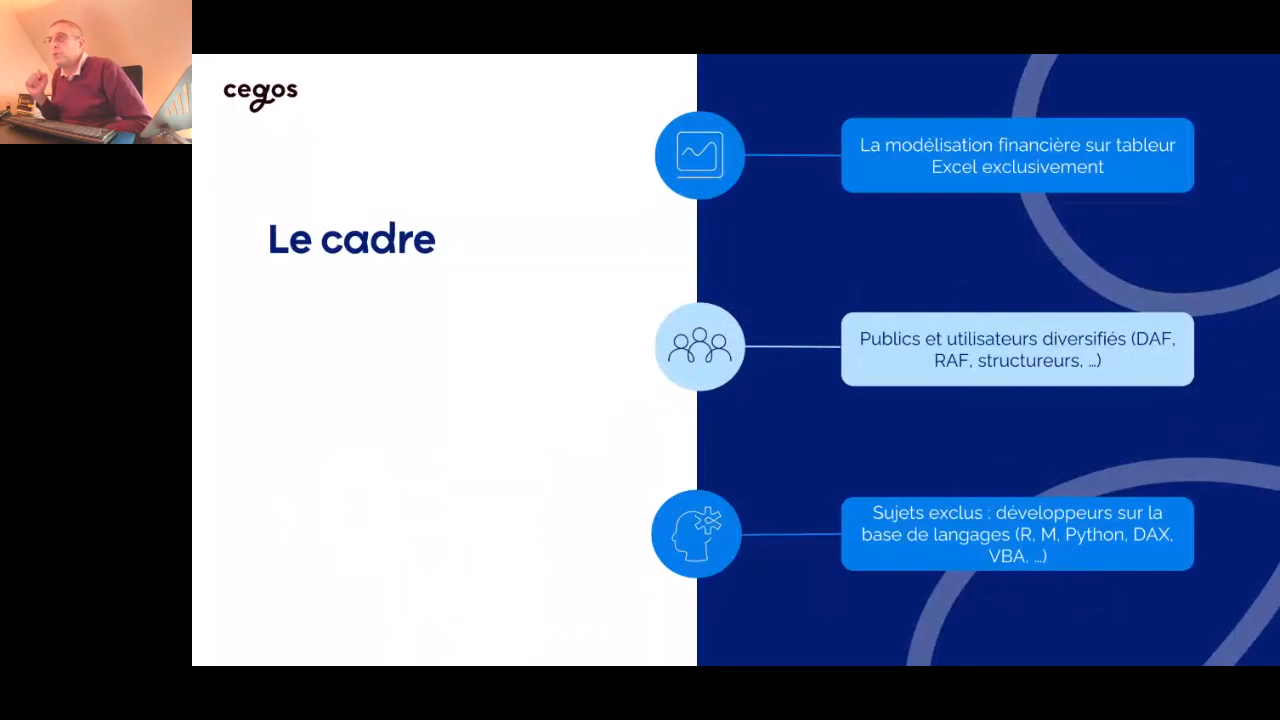 cegos
Le cadre
La modélisation financière sur tableur
Excel exclusivement
Publics et utilisateurs diversifiés (DAF,
RAF, structureurs, ...)
Sujets exclus : développeurs sur la
base de langages (R, M, Python, DAX,
VBA, ...)